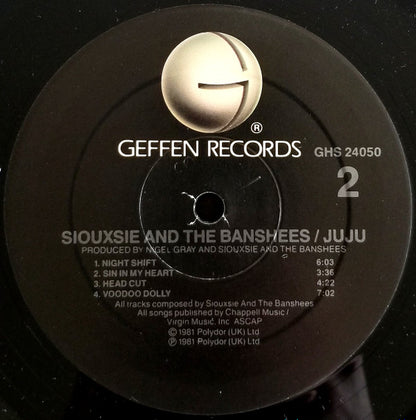 ®
GEFFEN RECORDS
GHS 24050
2
SIOUXSIE AND THE BANSHEES / JUJU
PRODUCED BY NIGEL GRAY AND SIOUXSIE AND THE BANSHEES
1. NIGHT SHIFT 6:03
2. SIN IN MY HEART 3:36
3. HEAD CUT 4:22
4. VOODOO DOLLY 7:02
All tracks composed by Siouxsie And The Banshees
All songs published by Chappell Music /
Virgin Music, Inc. ASCAP
© 1981 Polydor (UK) Ltd
℗ 1981 Polydor (UK) Ltd